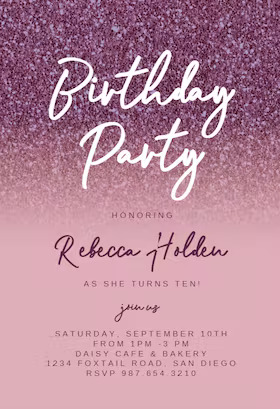 Birthday
Party
HONORING
Rebecca Holden
AS SHE TURNS TEN!
join us
SATURDAY, SEPTEMBER 10TH
FROM 1PM -3 PM
DAISY CAFE & BAKERY
1234 FOXTAIL ROAD, SAN DIEGO
RSVP 987.654.3210